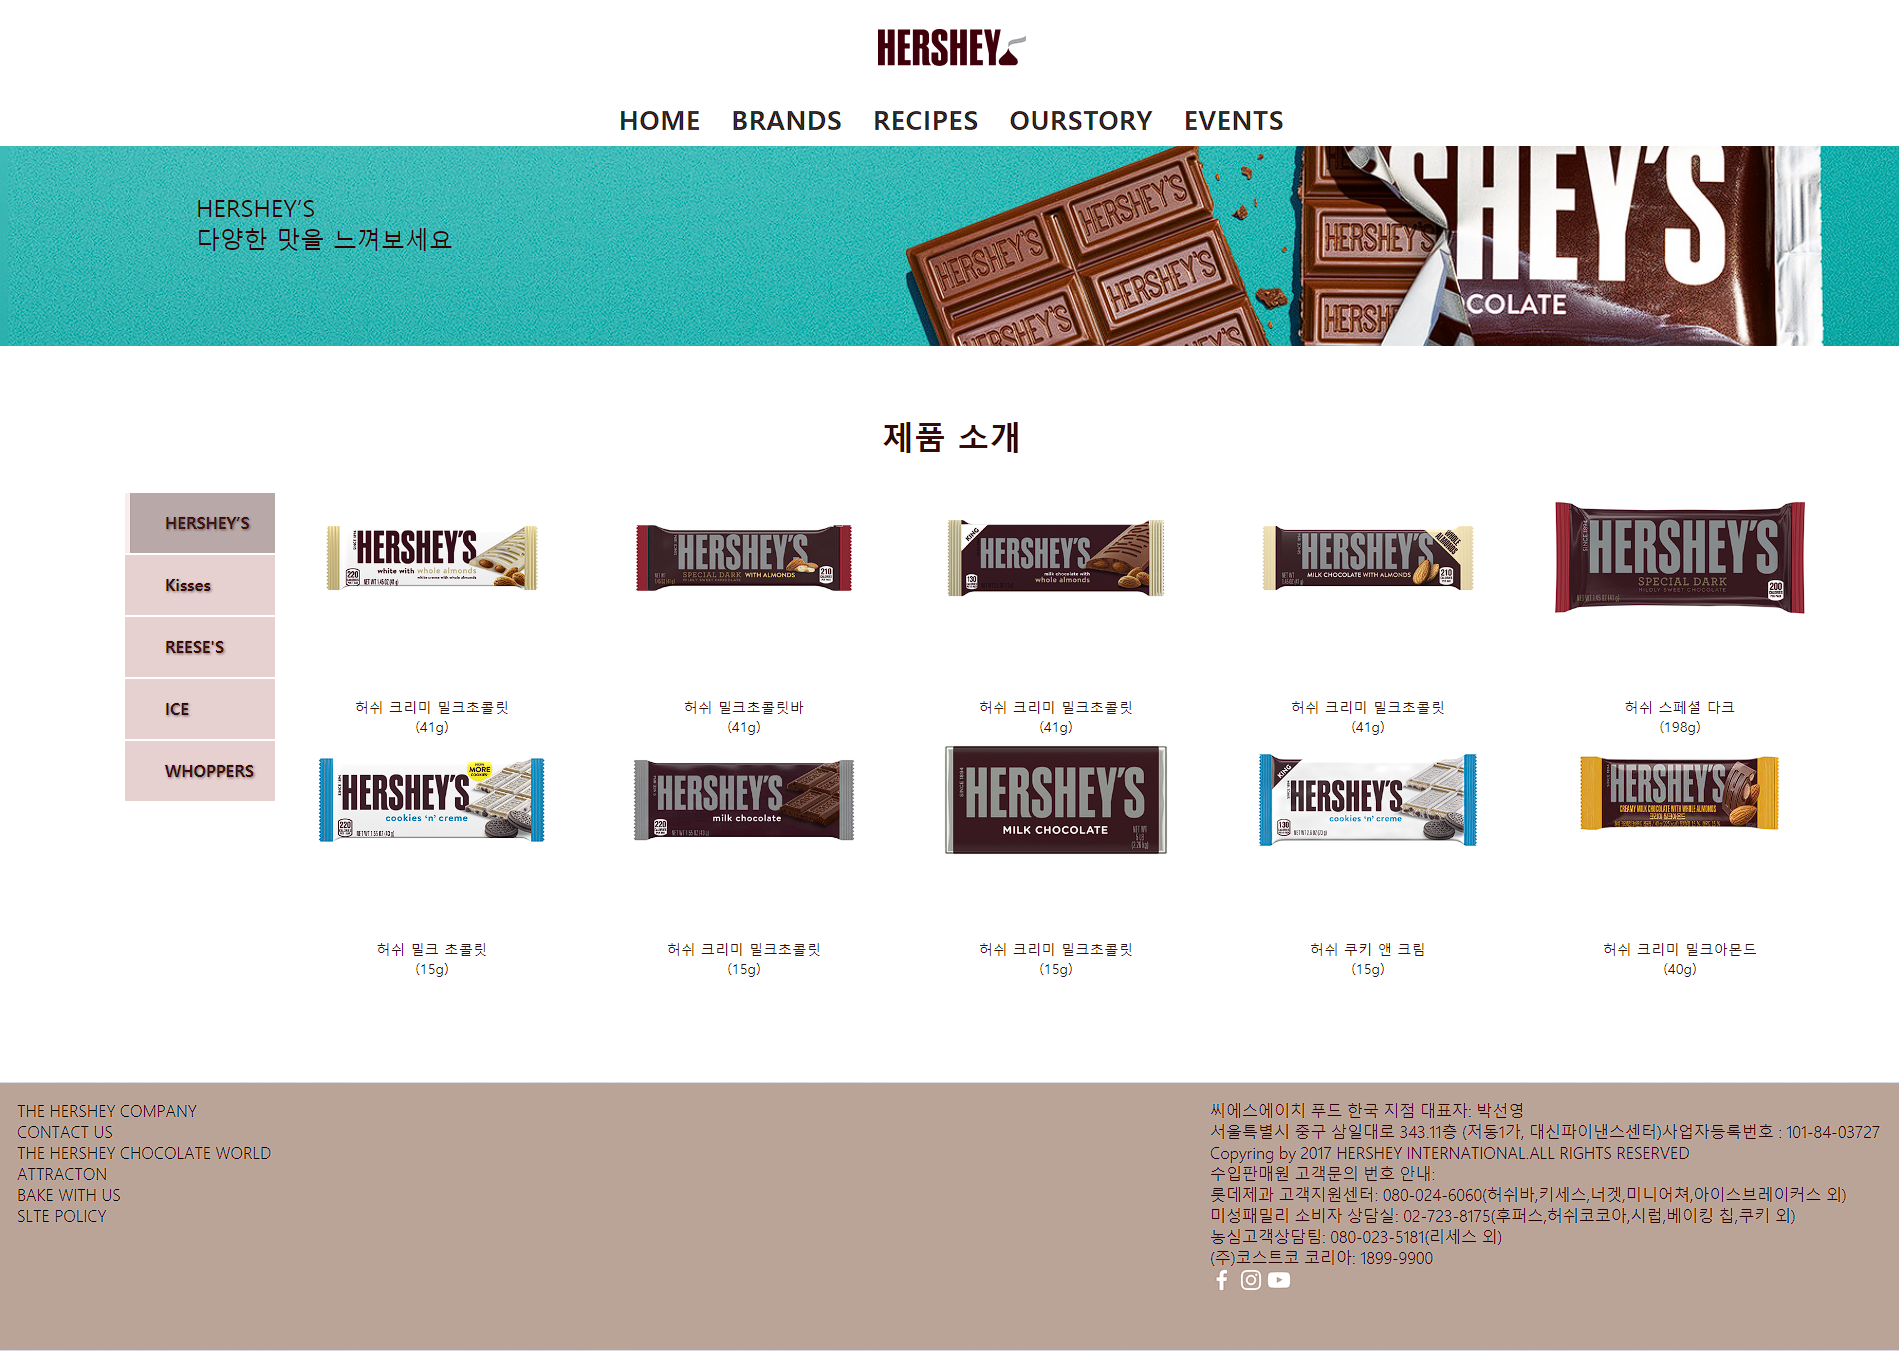 HERSHEY
HOME BRANDS RECIPES OURSTORY EVENTS
HERSHEY'S
다양한 맛을 느껴보세요
HERSHEY'S
HERSHEY'S
HERSHEY'S
HERSHEY'S
HERSHEY'S
HERSHEY'S
HERSH
SHEY'S
COLATE
제품 소개
HERSHEY'S
Kisses
REESE'S
ICE
WHOPPERS
HERSHEY'S
white with whole almonds
HERSHEY'S
SPECIAL DARK WITH ALMONDS
KING
HERSHEY'S
milk chocolate with
whole almonds
WHOLE ALMONDS
HERSHEY'S
MILK CHOCOLATE WITH ALMONDS
SINCE 1894
HERSHEY'S
SPECIAL DARK
MILDLY SWEET CHOCOLATE
허쉬 크리미 밀크초콜릿
(41g)
허쉬 밀크초콜릿바
(41g)
허쉬 크리미 밀크초콜릿
(41g)
허쉬 크리미 밀크초콜릿
(41g)
허쉬 스페셜 다크
(198g)
HERSHEY'S
cookies 'n' creme
HERSHEY'S
milk chocolate
SINCE 1894
HERSHEY'S
MILK CHOCOLATE
KING
HERSHEY'S
cookies 'n' creme
HERSHEY'S
CREAMY MILK CHOCOLATE WITH WHOLE ALMONDS
허쉬 밀크 초콜릿
(15g)
허쉬 크리미 밀크초콜릿
(15g)
허쉬 크리미 밀크초콜릿
(15g)
허쉬 쿠키 앤 크림
(15g)
허쉬 크리미 밀크아몬드
(40g)
THE HERSHEY COMPANY
CONTACT US
THE HERSHEY CHOCOLATE WORLD
ATTRACTON
BAKE WITH US
SLTE POLICY
씨에스에이치 푸드 한국 지점 대표자: 박선영
서울특별시 중구 삼일대로 343.11층 (저동1가, 대신파이낸스센터)사업자등록번호 : 101-84-03727
Copyring by 2017 HERSHEY INTERNATIONAL.ALL RIGHTS RESERVED
수입판매원 고객문의 번호 안내:
롯데제과 고객지원센터: 080-024-6060(허쉬바,키세스,너겟,미니어쳐,아이스브레이커스 외)
미성패밀리 소비자 상담실: 02-723-8175(후퍼스,허쉬코코아,시럽,베이킹 칩,쿠키 외)
농심고객상담팀: 080-023-5181(리세스 외)
(주)코스트코 코리아: 1899-9900